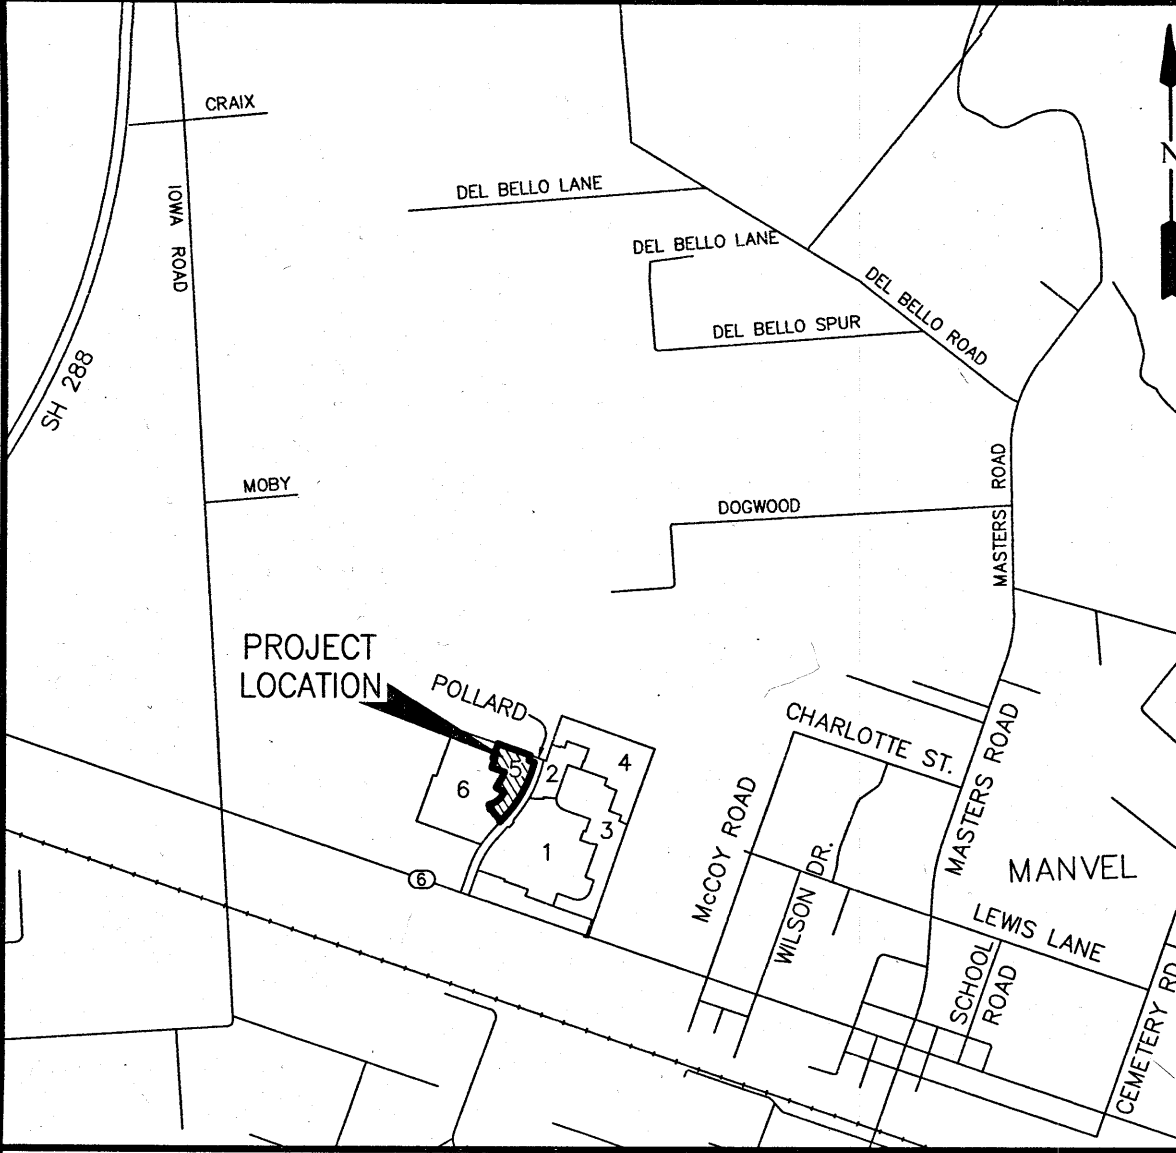 CRAIX
N
IOWA ROAD
DEL BELLO LANE
DEL BELLO LANE
DEL BELLO ROAD
DEL BELLO SPUR
SH 288
MOBY
MASTERS ROAD
DOGWOOD
PROJECT
LOCATION
POLLARD
CHARLOTTE ST.
MASTERS ROAD
5
2
4
6
3
1
McCOY ROAD
WILSON DR.
MANVEL
6
LEWIS LANE
SCHOOL
ROAD
CEMETERY RD